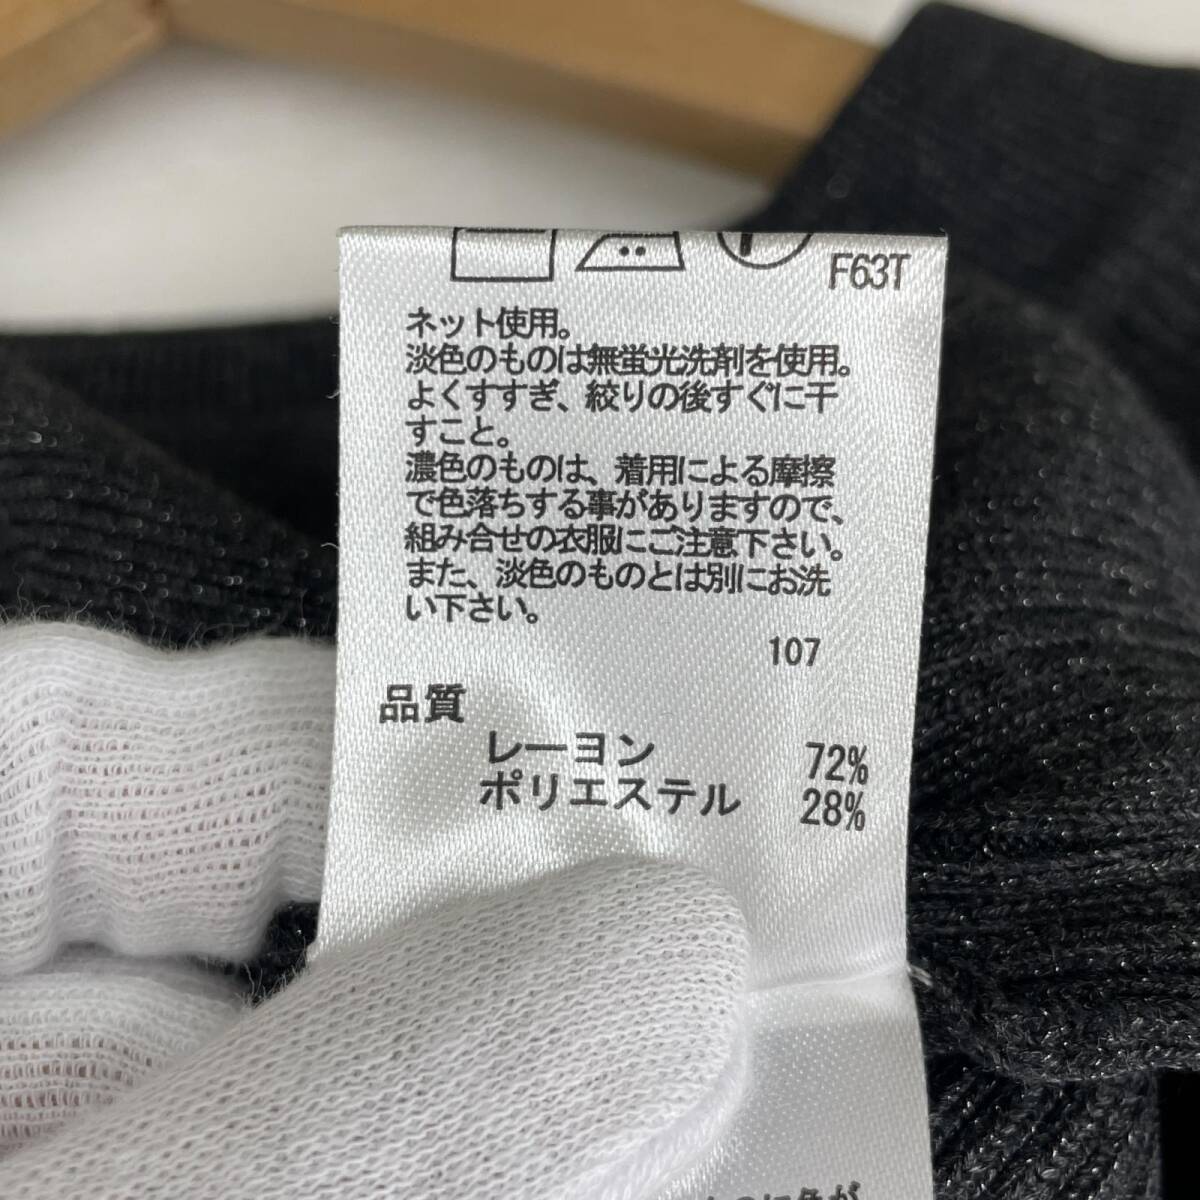 F63T
ネット使用。
淡色のものは無蛍光洗剤を使用。
よくすすぎ、絞りの後すぐに干
すこと。
濃色のものは、着用による摩擦
で色落ちする事がありますので、
組み合せの衣服にご注意下さい。
また、淡色のものとは別にお洗
い下さい。
107
品質
レーヨン 72%
ポリエステル 28%